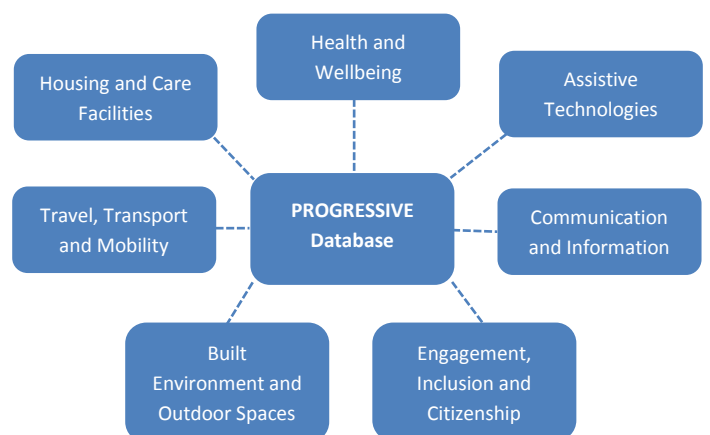 Health and
Wellbeing
Housing and Care
Facilities
Assistive
Technologies
Travel, Transport
and Mobility
PROGRESSIVE
Database
Communication
and Information
Built
Environment and
Outdoor Spaces
Engagement,
Inclusion and
Citizenship